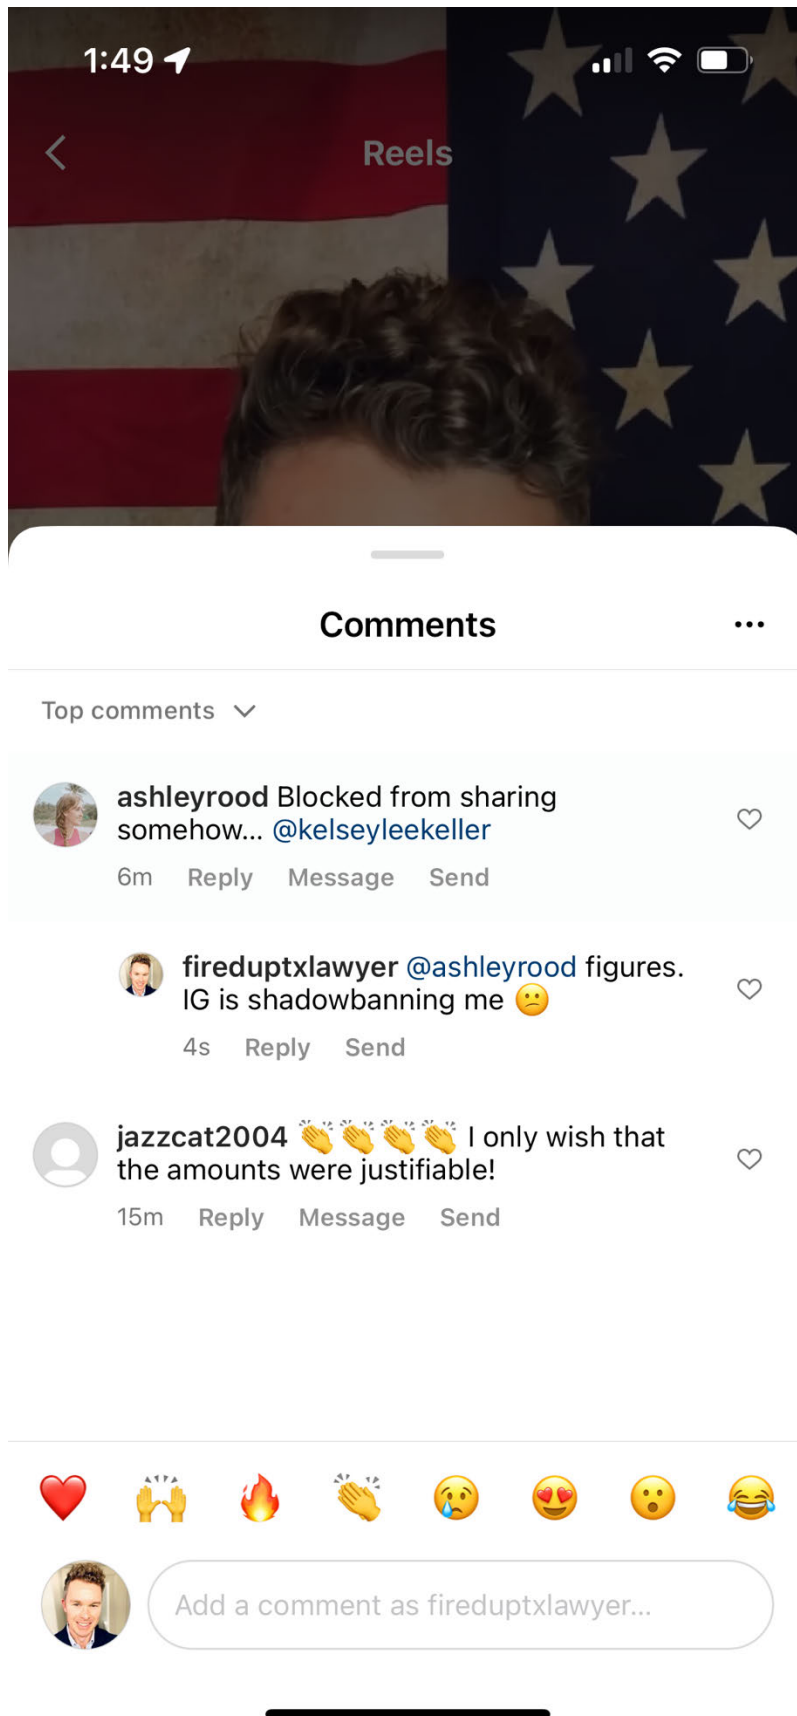 1:49
Reels
Comments
Top comments
ashleyrood Blocked from sharing
somehow... @kelseyleekeller
6m Reply Message Send
fireduptxlawyer @ashleyrood figures.
IG is shadowbanning me 😕
4s Reply Send
jazzcat2004 👏👏👏👏 I only wish that
the amounts were justifiable!
15m Reply Message Send
Add a comment as fireduptxlawyer...